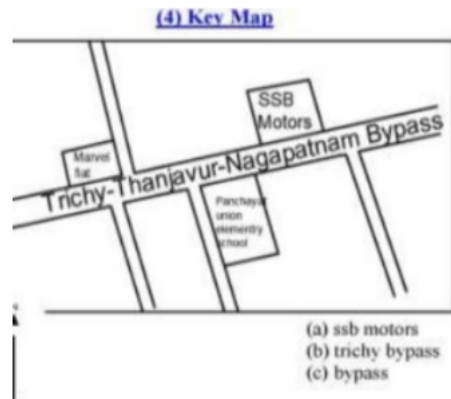 (4) Key Map
SSB
Motors
Trichy-Thanjavur-Nagapatnam Bypass
Marvel
fiat
Panchayat
union
elementry
school
(a) ssb motors
(b) trichy bypass
(c) bypass